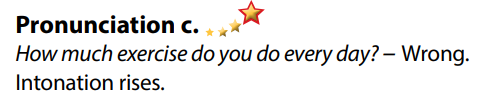 Pronunciation c.
How much exercise do you do every day? – Wrong.
Intonation rises.